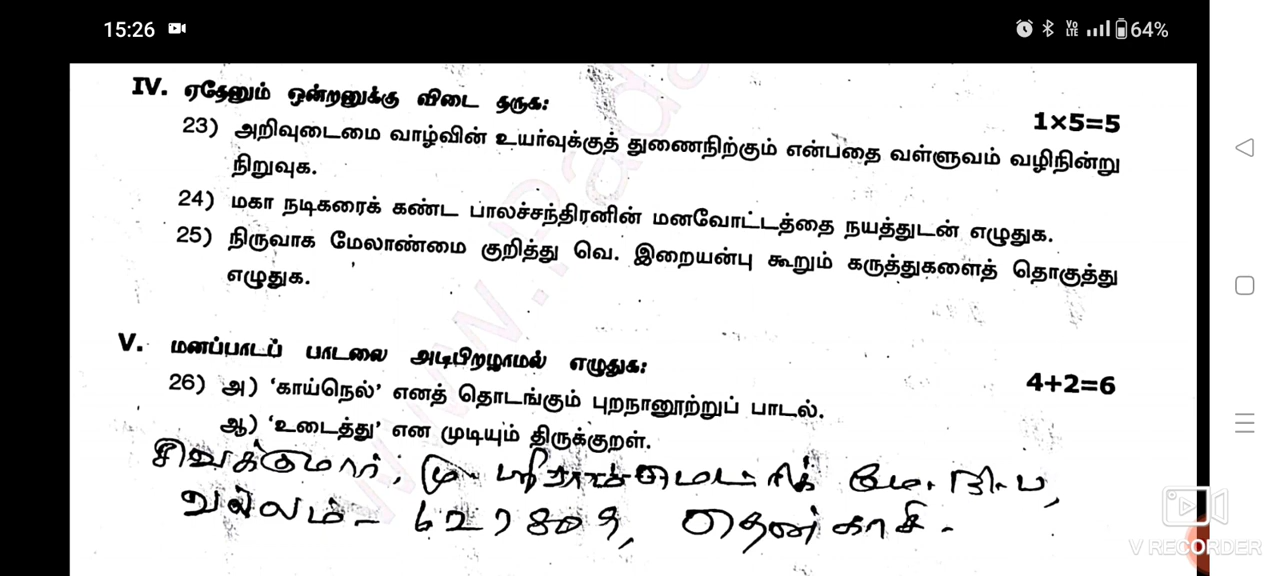 15:26 VO LTE 64%
IV. ஏதேனும் ஒன்றனுக்கு விடை தருக: 1×5=5
23) அறிவுடைமை வாழ்வின் உயர்வுக்குத் துணைநிற்கும் என்பதை வள்ளுவம் வழிநின்று
நிறுவுக.
24) மகா நடிகரைக் கண்ட பாலச்சந்திரனின் மனவோட்டத்தை நயத்துடன் எழுதுக.
25) நிருவாக மேலாண்மை குறித்து வெ. இறையன்பு கூறும் கருத்துகளைத் தொகுத்து
எழுதுக.
V. மனப்பாடப் பாடலை அடிபிறழாமல் எழுதுக: 4+2=6
26) அ) 'காய்நெல்' எனத் தொடங்கும் புறநானூற்றுப் பாடல்.
ஆ) 'உடைத்து' என முடியும் திருக்குறள்.
சிவக்குமார், மு. மே.நி.ப,
வல்லம் - 627809, தென்காசி.
V RECORDER